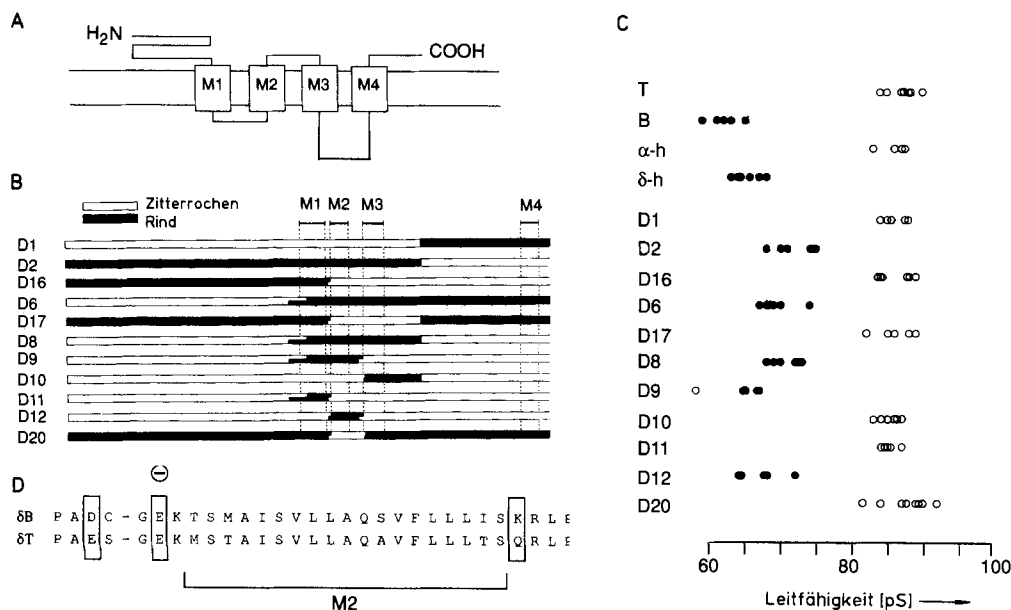 A
H₂N
COOH
M1 M2 M3 M4
B
Zitterrochen
Rind
M1 M2 M3 M4
D1
D2
D16
D6
D17
D8
D9
D10
D11
D12
D20
C
T
B
α-h
δ-h
D1
D2
D16
D6
D17
D8
D9
D10
D11
D12
D20
60 80 100
Leitfähigkeit [pS]
D
⊖
δB P A D C - G E K T S M A I S V L L A Q S V F L L L I S K R L E
δT P A E S - G E K M S T A I S V L L A Q A V F L L L T S Q R L E
M2